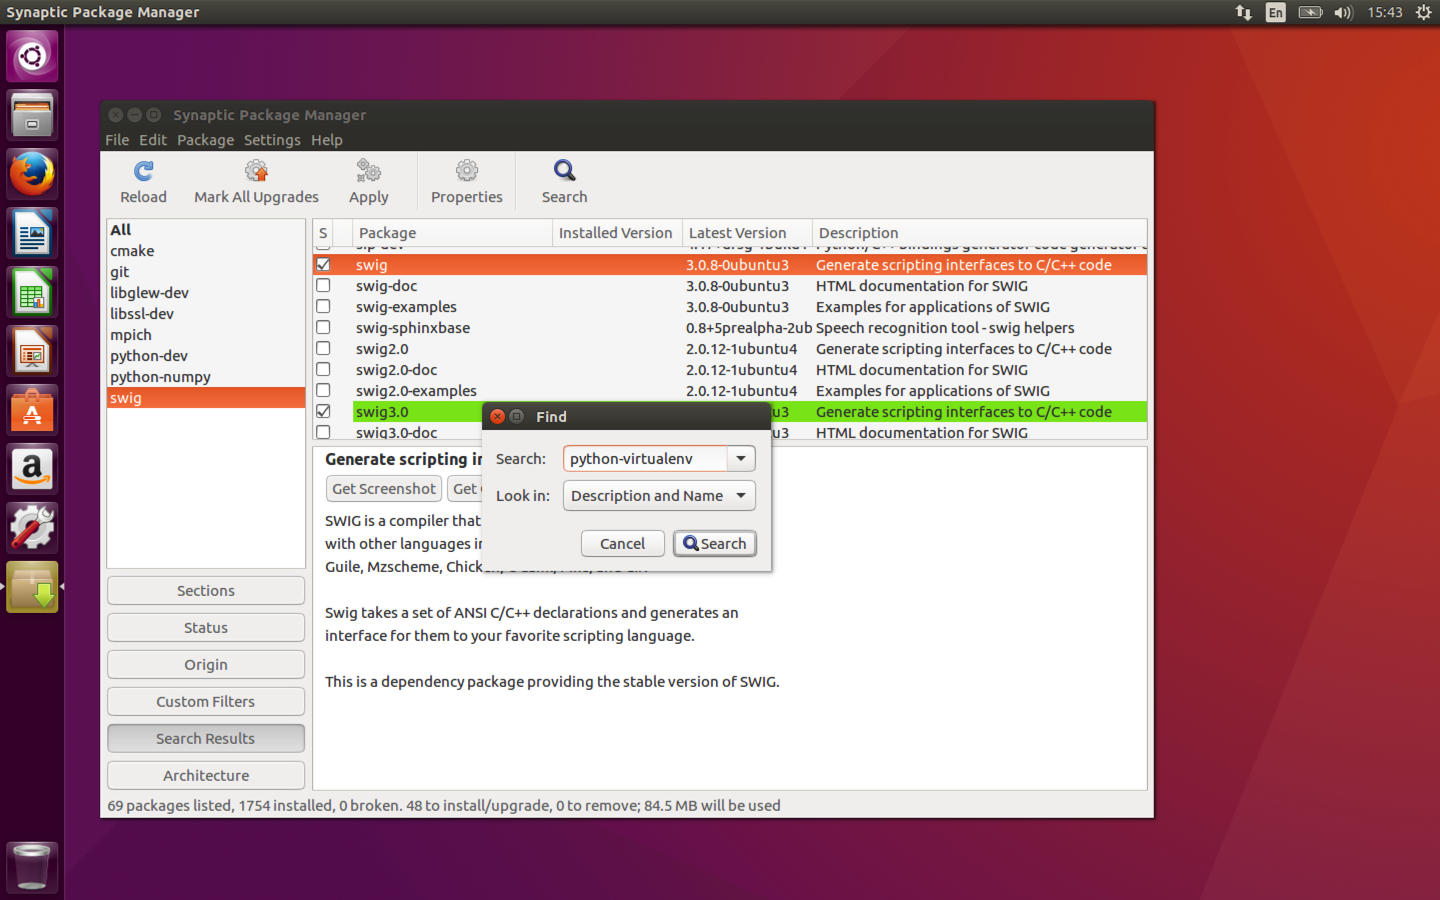 Synaptic Package Manager
En
15:43
Synaptic Package Manager
File Edit Package Settings Help
Reload Mark All Upgrades Apply Properties Search
All
cmake
git
libglew-dev
libssl-dev
mpich
python-dev
python-numpy
swig
Sections
Status
Origin
Custom Filters
Search Results
Architecture
S Package Installed Version Latest Version Description
swig 3.0.8-0ubuntu3 Generate scripting interfaces to C/C++ code
swig-doc 3.0.8-0ubuntu3 HTML documentation for SWIG
swig-examples 3.0.8-0ubuntu3 Examples for applications of SWIG
swig-sphinxbase 0.8+5prealpha-2ub Speech recognition tool - swig helpers
swig2.0 2.0.12-1ubuntu4 Generate scripting interfaces to C/C++ code
swig2.0-doc 2.0.12-1ubuntu4 HTML documentation for SWIG
swig2.0-examples 2.0.12-1ubuntu4 Examples for applications of SWIG
swig3.0 u3 Generate scripting interfaces to C/C++ code
swig3.0-doc u3 HTML documentation for SWIG
Find
Search: python-virtualenv
Look in: Description and Name
Cancel Search
Generate scripting in
Get Screenshot Get
SWIG is a compiler that
with other languages in
Guile, Mzscheme,
Swig takes a set of ANSI C/C++ declarations and generates an
interface for them to your favorite scripting language.
This is a dependency package providing the stable version of SWIG.
69 packages listed, 1754 installed, 0 broken. 48 to install/upgrade, 0 to remove; 84.5 MB will be used